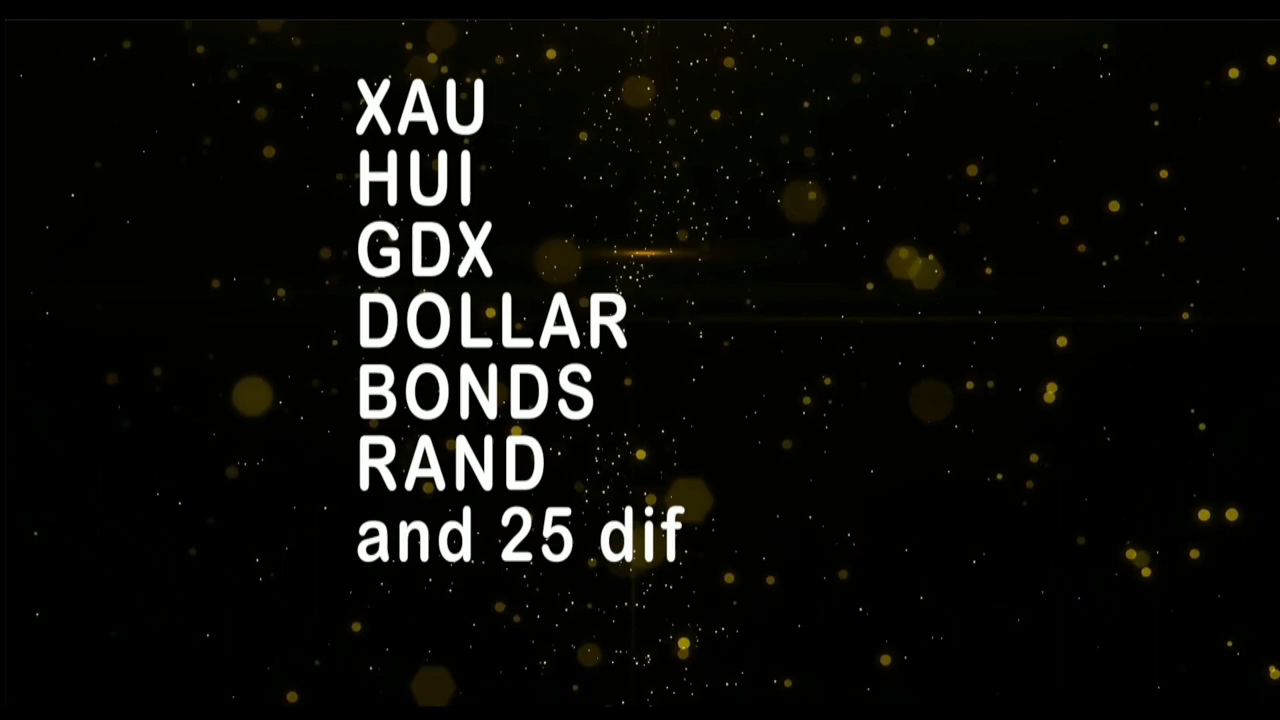 XAU
HUI
GDX
DOLLAR
BONDS
RAND
and 25 dif